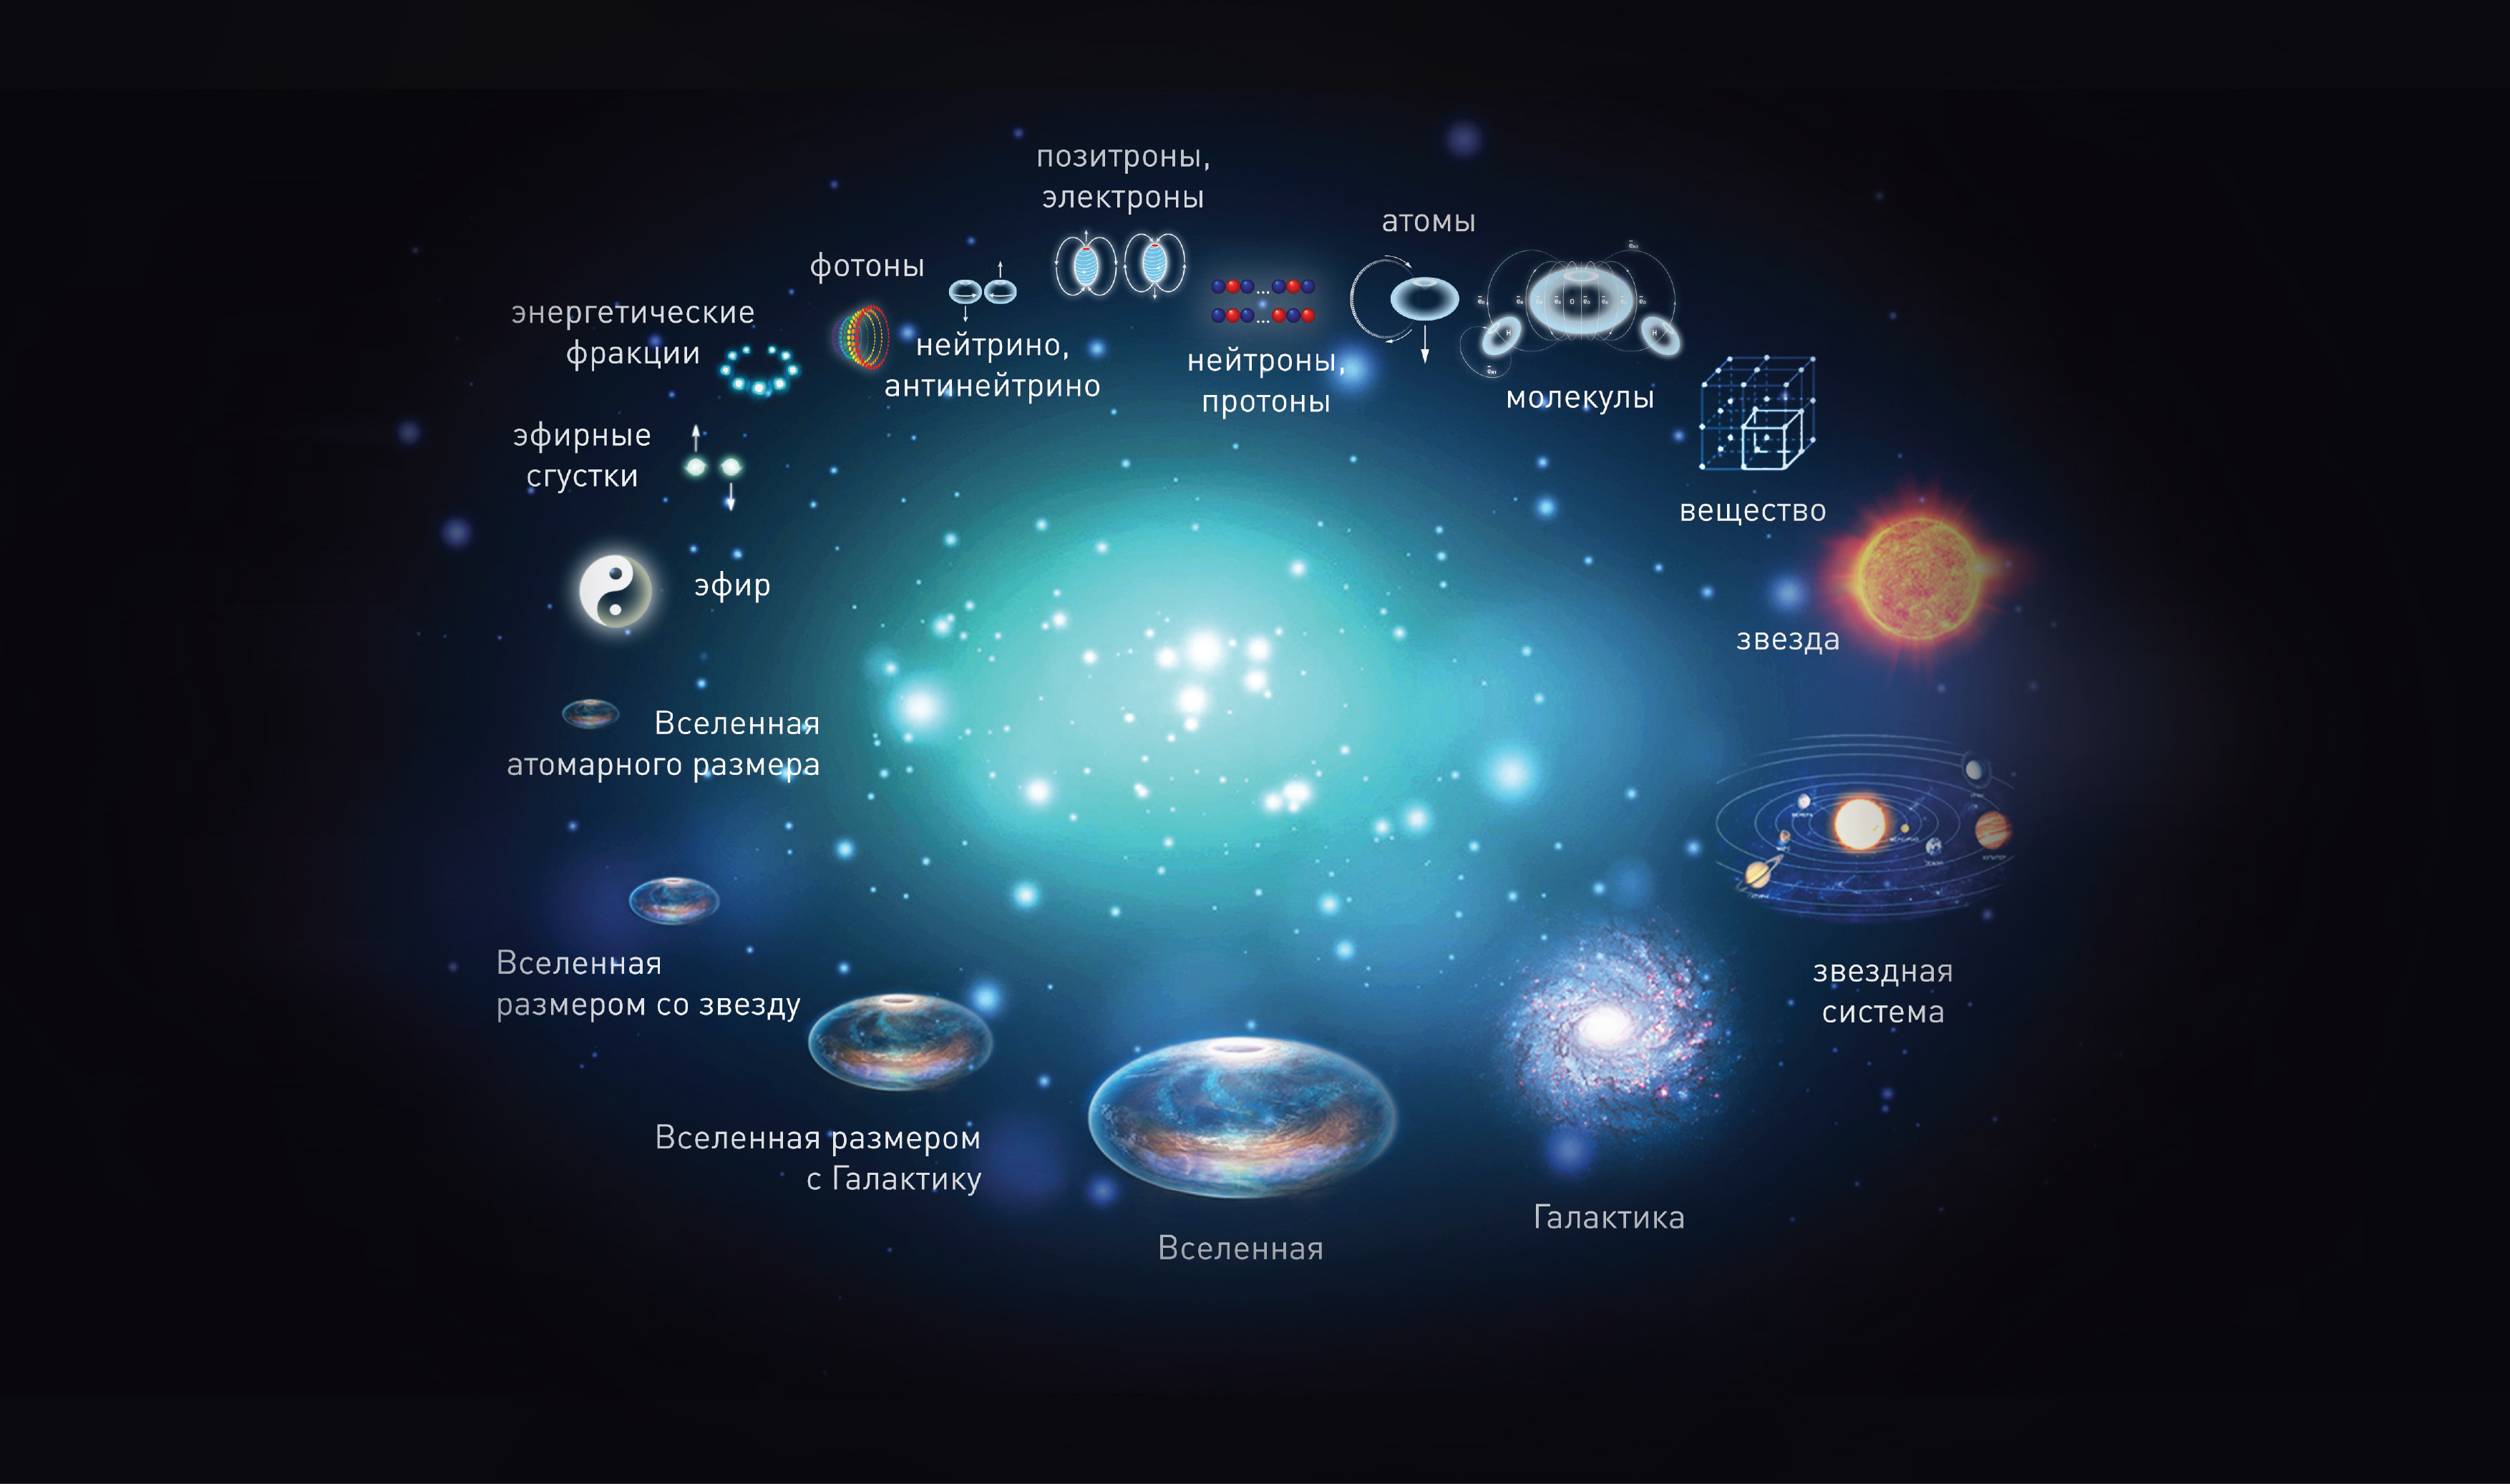 позитроны,
электроны
атомы
фотоны
энергетические
фракции
нейтрино,
антинейтрино
нейтроны,
протоны
молекулы
эфирные
сгустки
вещество
эфир
звезда
Вселенная
атомарного размера
Вселенная
размером со звезду
звездная
система
Вселенная размером
с Галактику
Галактика
Вселенная